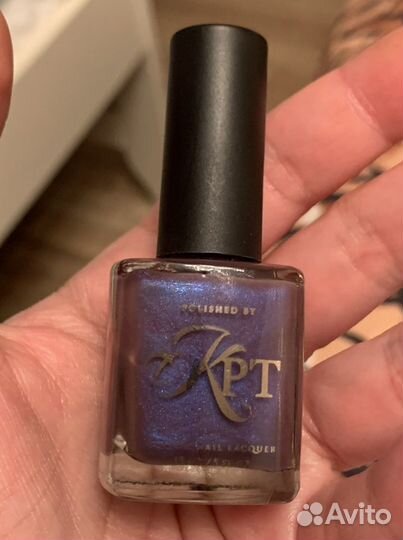 POLISHED BY
KPT
NAIL LACQUER
Avito